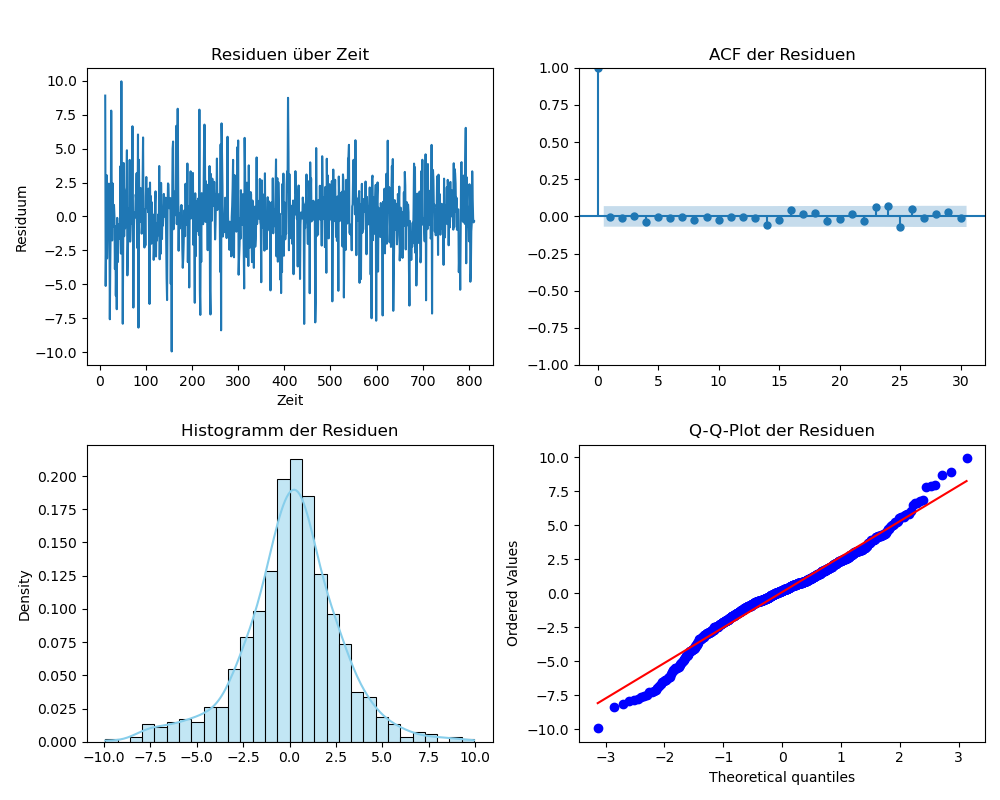 Residuen über Zeit
10.0
7.5
5.0
2.5
0.0
−2.5
−5.0
−7.5
−10.0
Residuum
0 100 200 300 400 500 600 700 800
Zeit
ACF der Residuen
1.00
0.75
0.50
0.25
0.00
−0.25
−0.50
−0.75
−1.00
0 5 10 15 20 25 30
Histogramm der Residuen
0.200
0.175
0.150
0.125
0.100
0.075
0.050
0.025
0.000
Density
−10.0 −7.5 −5.0 −2.5 0.0 2.5 5.0 7.5 10.0
Q-Q-Plot der Residuen
10.0
7.5
5.0
2.5
0.0
−2.5
−5.0
−7.5
−10.0
Ordered Values
−3 −2 −1 0 1 2 3
Theoretical quantiles